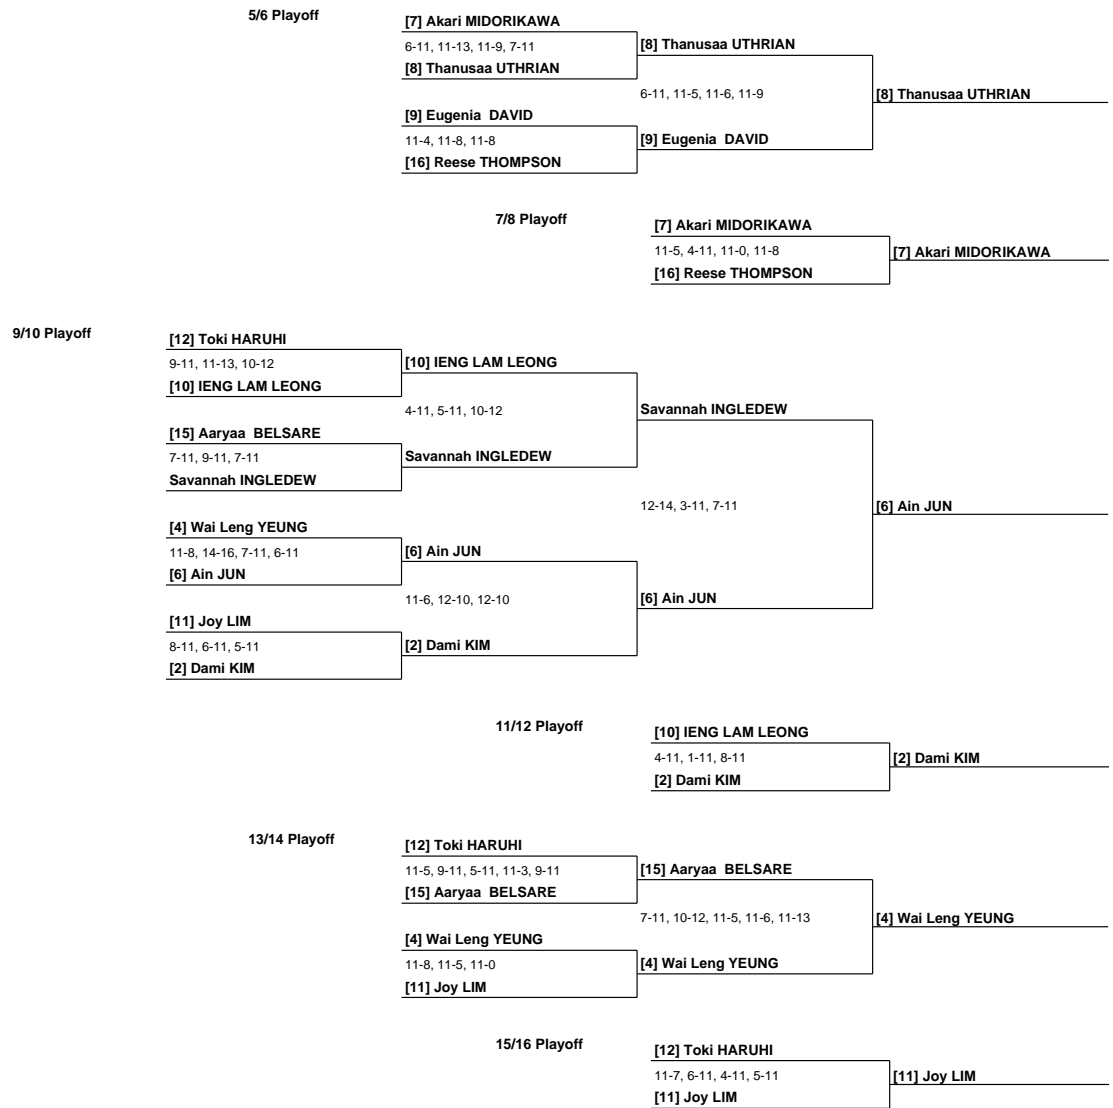 5/6 Playoff
[7] Akari MIDORIKAWA
6-11, 11-13, 11-9, 7-11
[8] Thanusaa UTHRIAN
[8] Thanusaa UTHRIAN
6-11, 11-5, 11-6, 11-9
[8] Thanusaa UTHRIAN
[9] Eugenia  DAVID
11-4, 11-8, 11-8
[9] Eugenia  DAVID
[16] Reese THOMPSON
7/8 Playoff
[7] Akari MIDORIKAWA
11-5, 4-11, 11-0, 11-8
[7] Akari MIDORIKAWA
[16] Reese THOMPSON
9/10 Playoff
[12] Toki HARUHI
9-11, 11-13, 10-12
[10] IENG LAM LEONG
[10] IENG LAM LEONG
4-11, 5-11, 10-12
Savannah INGLEDEW
[15] Aaryaa  BELSARE
7-11, 9-11, 7-11
Savannah INGLEDEW
Savannah INGLEDEW
12-14, 3-11, 7-11
[6] Ain JUN
[4] Wai Leng YEUNG
11-8, 14-16, 7-11, 6-11
[6] Ain JUN
[6] Ain JUN
11-6, 12-10, 12-10
[6] Ain JUN
[11] Joy LIM
8-11, 6-11, 5-11
[2] Dami KIM
[2] Dami KIM
11/12 Playoff
[10] IENG LAM LEONG
4-11, 1-11, 8-11
[2] Dami KIM
[2] Dami KIM
13/14 Playoff
[12] Toki HARUHI
11-5, 9-11, 5-11, 11-3, 9-11
[15] Aaryaa  BELSARE
[15] Aaryaa  BELSARE
7-11, 10-12, 11-5, 11-6, 11-13
[4] Wai Leng YEUNG
[4] Wai Leng YEUNG
11-8, 11-5, 11-0
[4] Wai Leng YEUNG
[11] Joy LIM
15/16 Playoff
[12] Toki HARUHI
11-7, 6-11, 4-11, 5-11
[11] Joy LIM
[11] Joy LIM